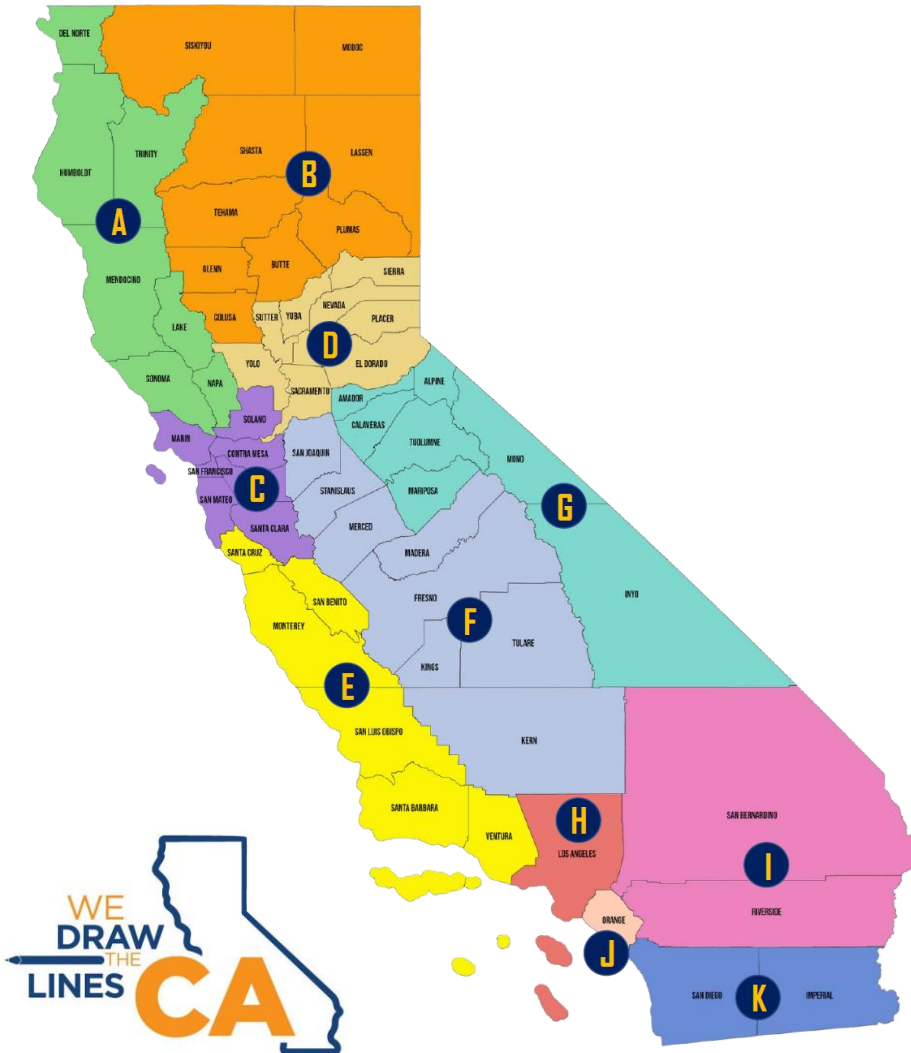 DEL NORTE
SISKIYOU
MODOC
HUMBOLDT
TRINITY
SHASTA
LASSEN
B
A
TEHAMA
PLUMAS
MENDOCINO
GLENN
BUTTE
SIERRA
LAKE
COLUSA
SUTTER
YUBA
NEVADA
PLACER
D
YOLO
EL DORADO
SONOMA
NAPA
SACRAMENTO
ALPINE
AMADOR
SOLANO
CALAVERAS
MARIN
TUOLUMNE
CONTRA MESA
SAN JOAQUIN
MONO
SAN FRANCISCO
C
STANISLAUS
MARIPOSA
SAN MATEO
G
SANTA CLARA
MERCED
SANTA CRUZ
MADERA
INYO
SAN BENITO
FRESNO
MONTEREY
F
TULARE
KINGS
E
SAN LUIS OBISPO
KERN
SANTA BARBARA
H
SAN BERNARDINO
VENTURA
LOS ANGELES
I
ORANGE
RIVERSIDE
J
SAN DIEGO
K
IMPERIAL
WE
DRAW
THE
LINES
CA